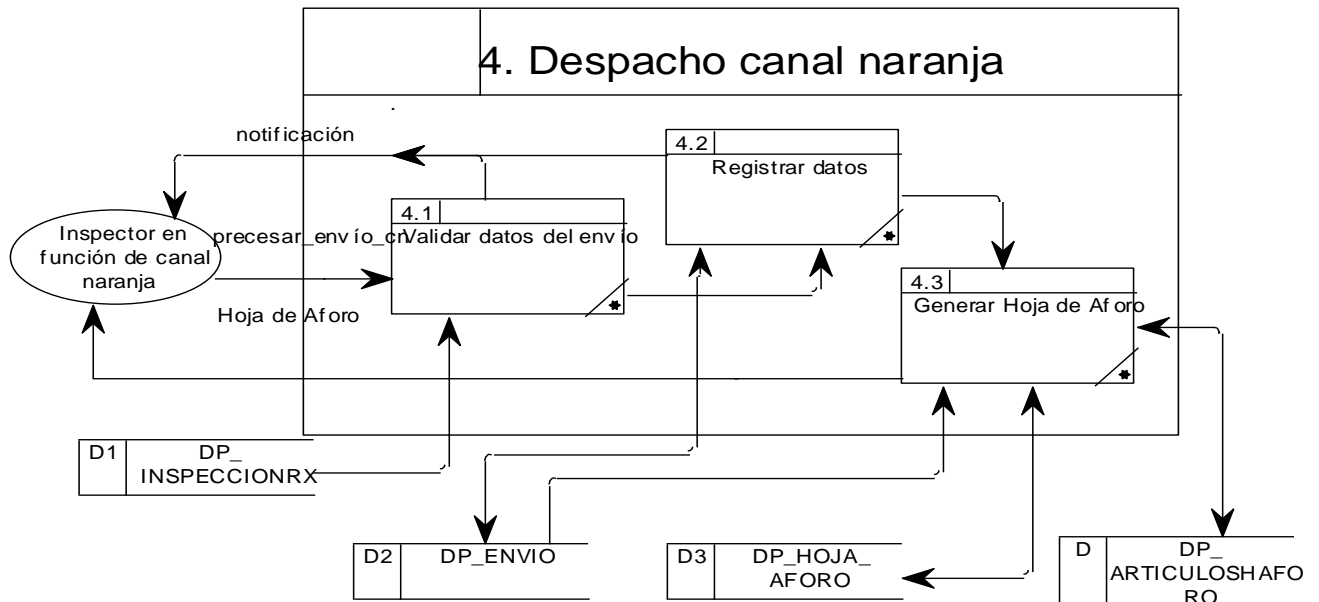 4. Despacho canal naranja
notificación
4.2
Registrar datos
4.1
Validar datos del envío
Inspector en
función de canal
naranja
precesar_envío_cn
Hoja de Aforo
4.3
Generar Hoja de Aforo
D1
DP_
INSPECCIONRX
D2
DP_ENVIO
D3
DP_HOJA_
AFORO
D
DP_
ARTICULOSHAFO
RO